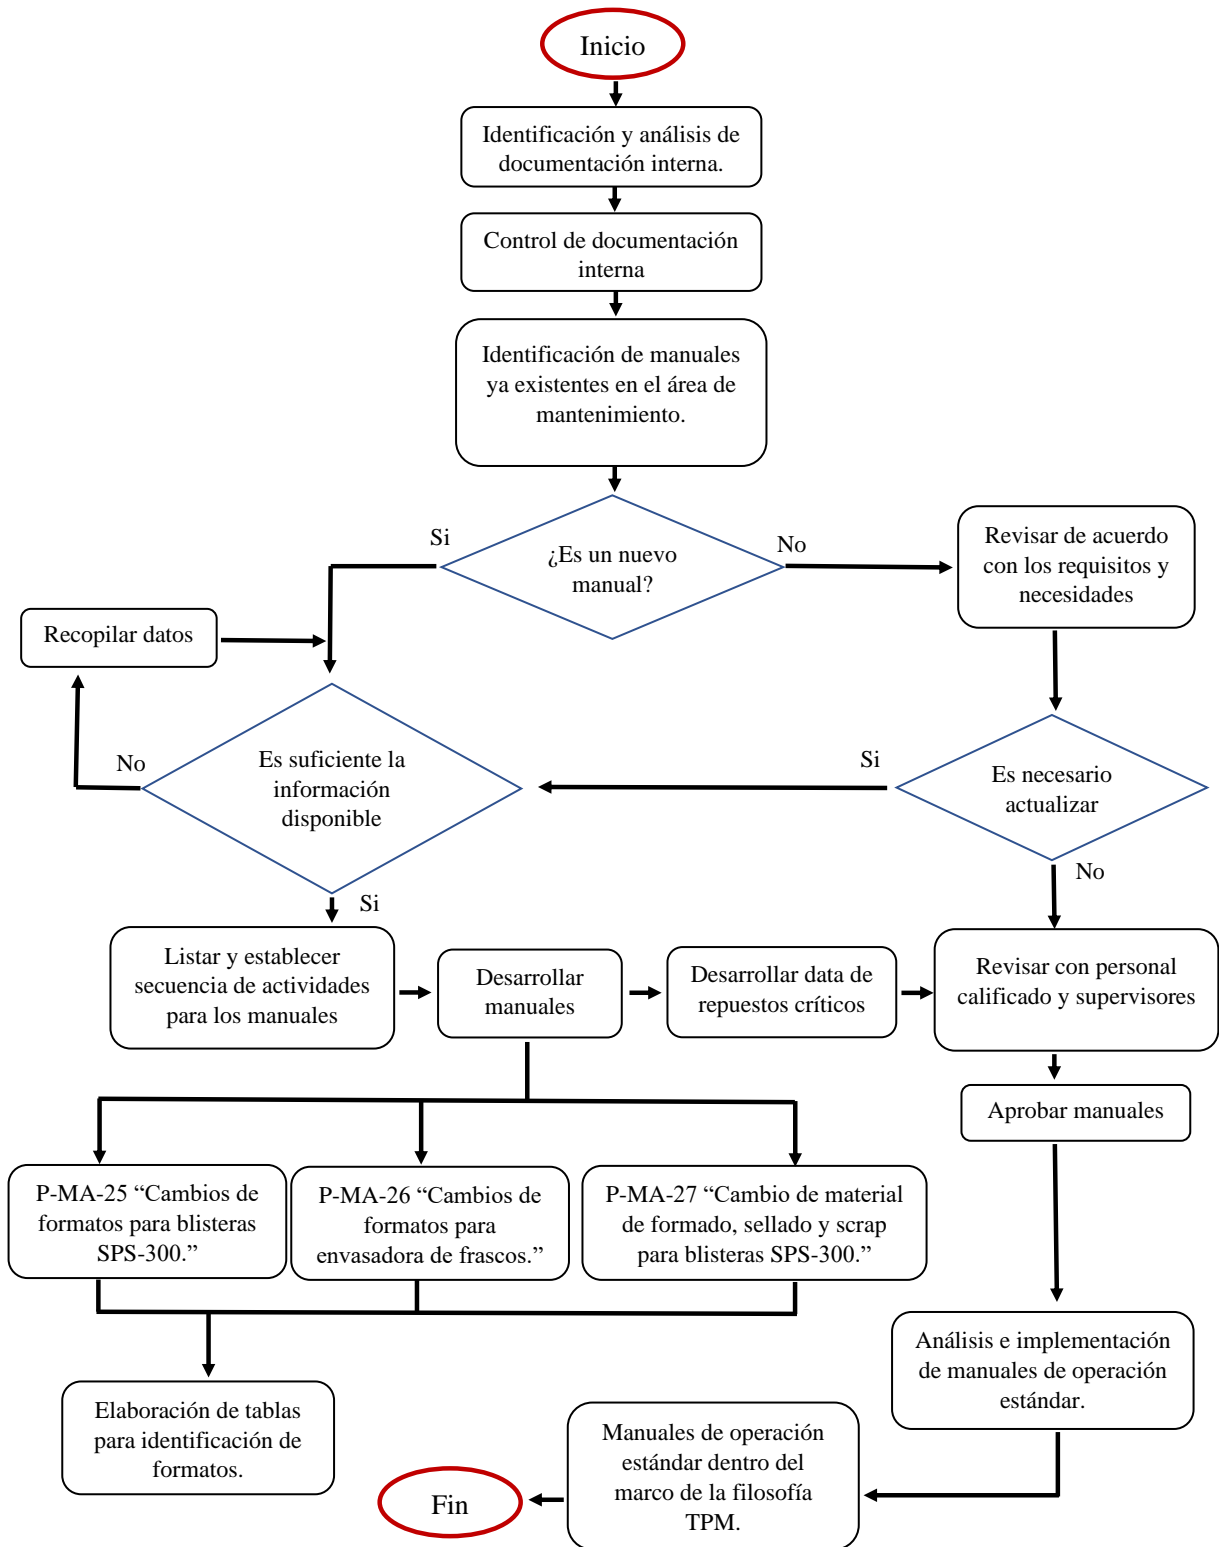 Inicio
Identificación y análisis de
documentación interna.
Control de documentación
interna
Identificación de manuales
ya existentes en el área de
mantenimiento.
Si
¿Es un nuevo
manual?
No
Revisar de acuerdo
con los requisitos y
necesidades
Recopilar datos
No
Es suficiente la
información
disponible
Si
Es necesario
actualizar
Si
No
Listar y establecer
secuencia de actividades
para los manuales
Desarrollar
manuales
Desarrollar data de
repuestos críticos
Revisar con personal
calificado y supervisores
Aprobar manuales
P-MA-25 “Cambios de
formatos para blisteras
SPS-300.”
P-MA-26 “Cambios de
formatos para
envasadora de frascos.”
P-MA-27 “Cambio de material
de formado, sellado y scrap
para blisteras SPS-300.”
Análisis e implementación
de manuales de operación
estándar.
Elaboración de tablas
para identificación de
formatos.
Manuales de operación
estándar dentro del
marco de la filosofía
TPM.
Fin